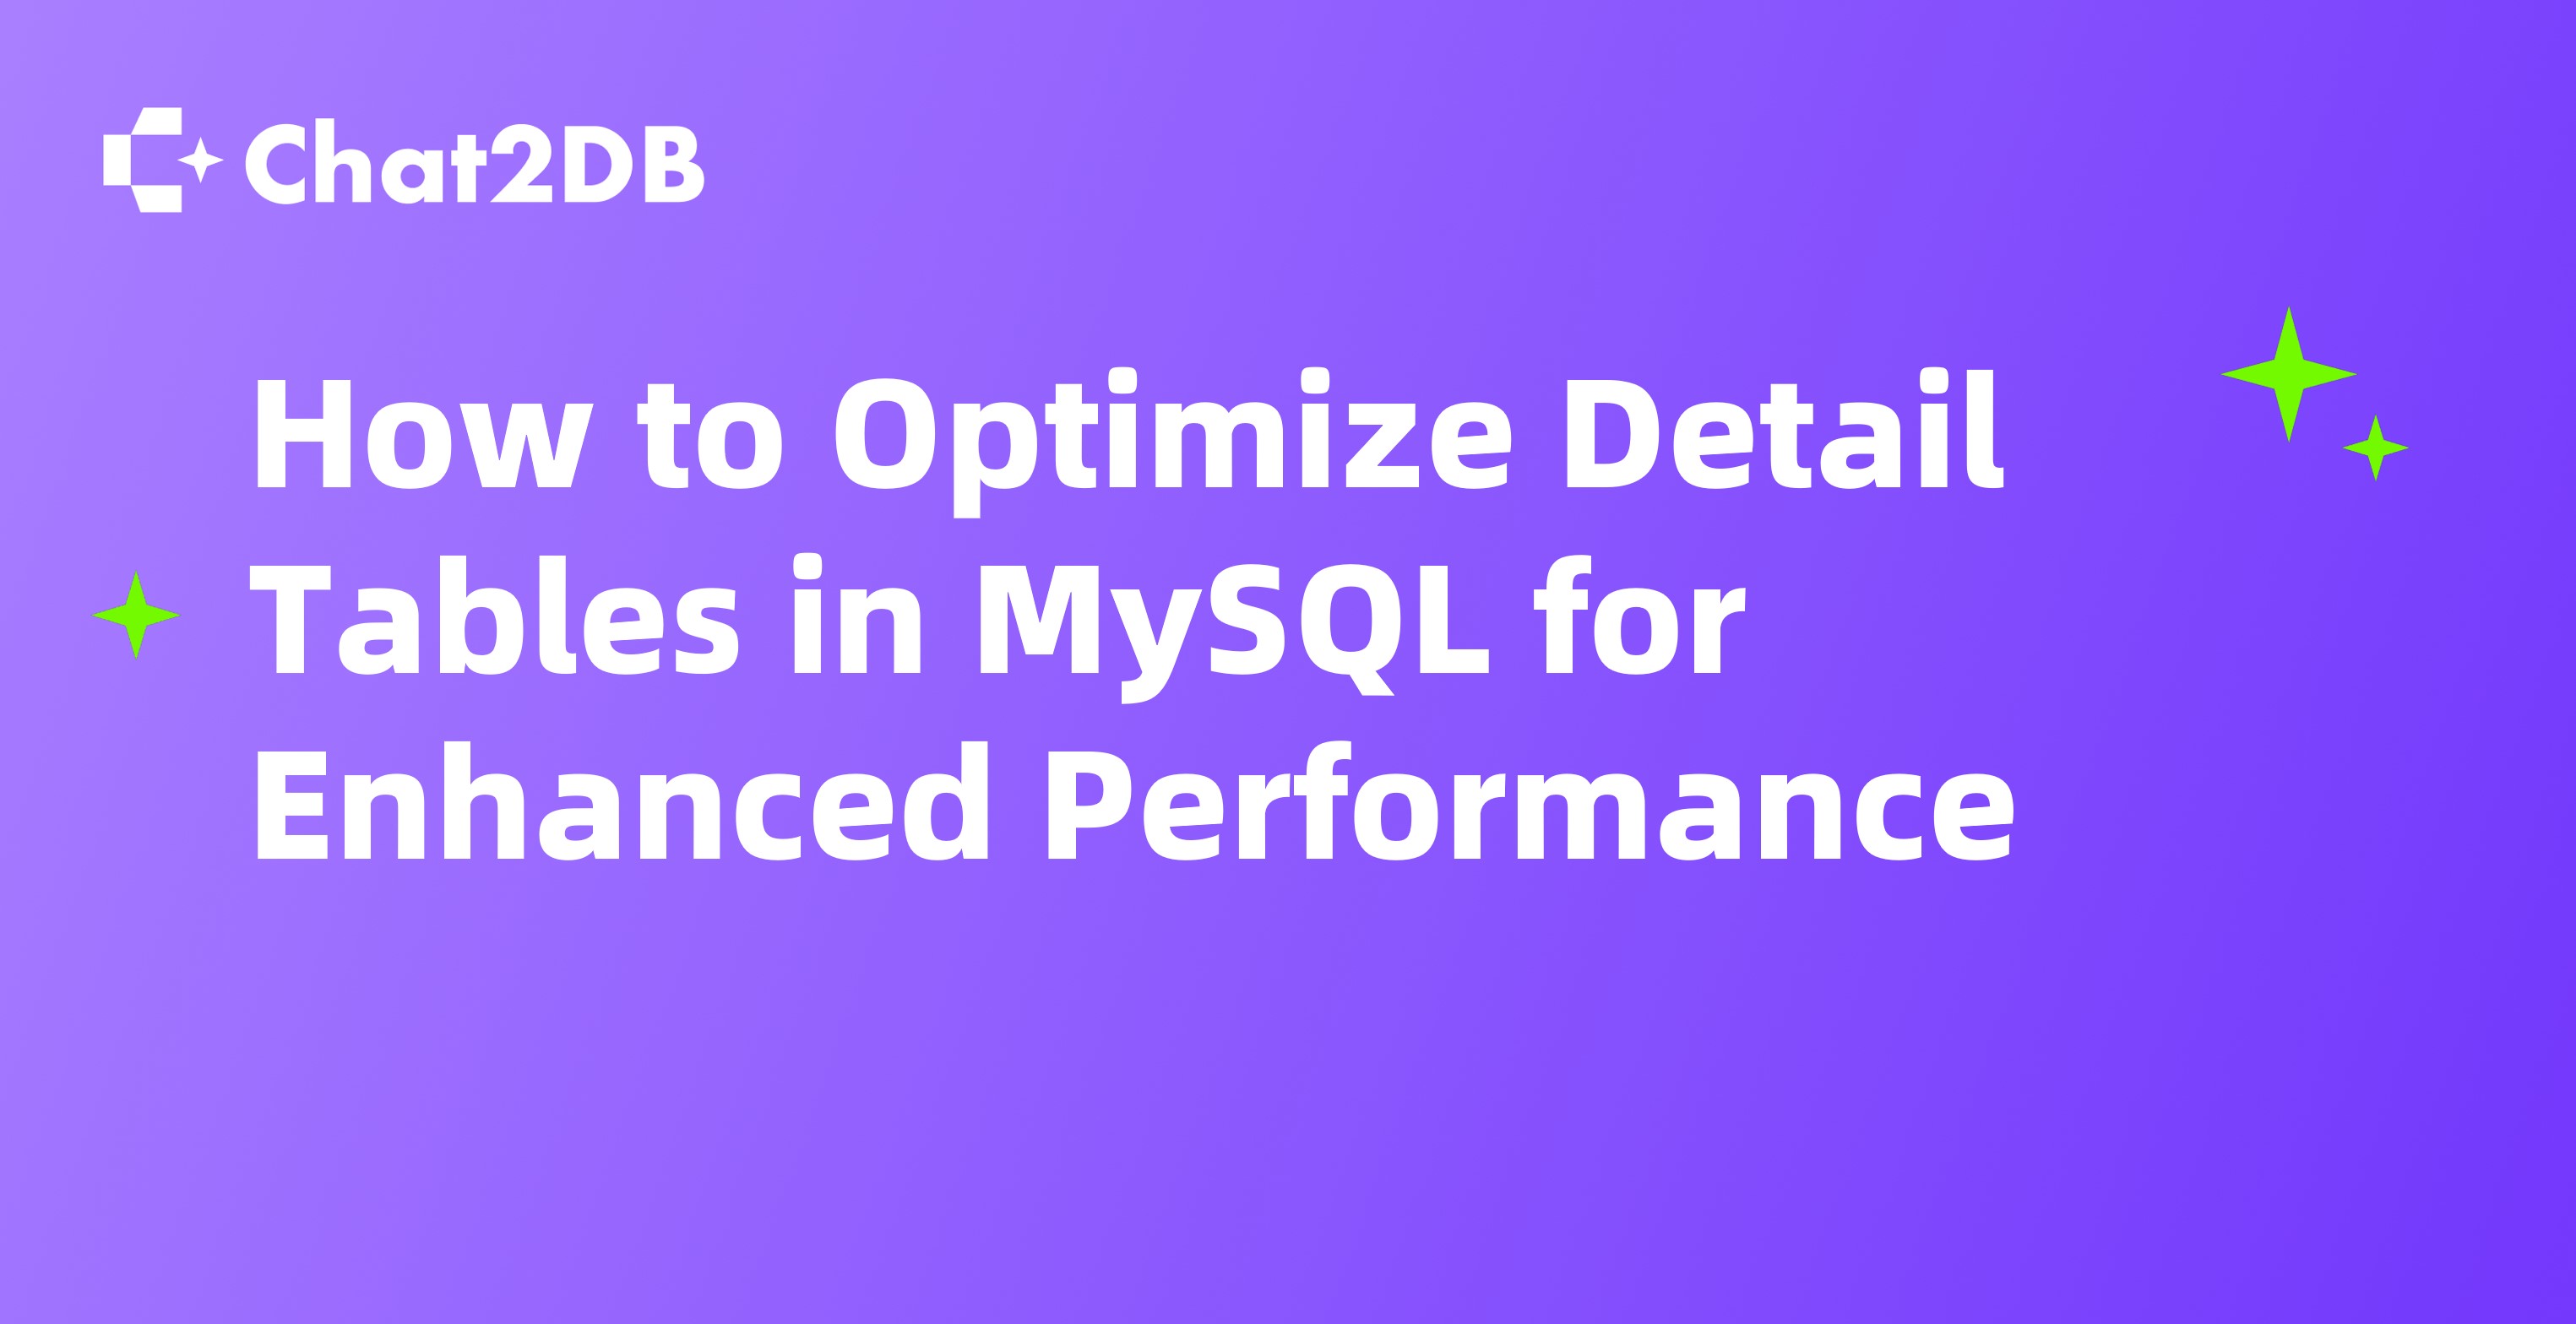 Chat2DB
How to Optimize Detail
Tables in MySQL for
Enhanced Performance